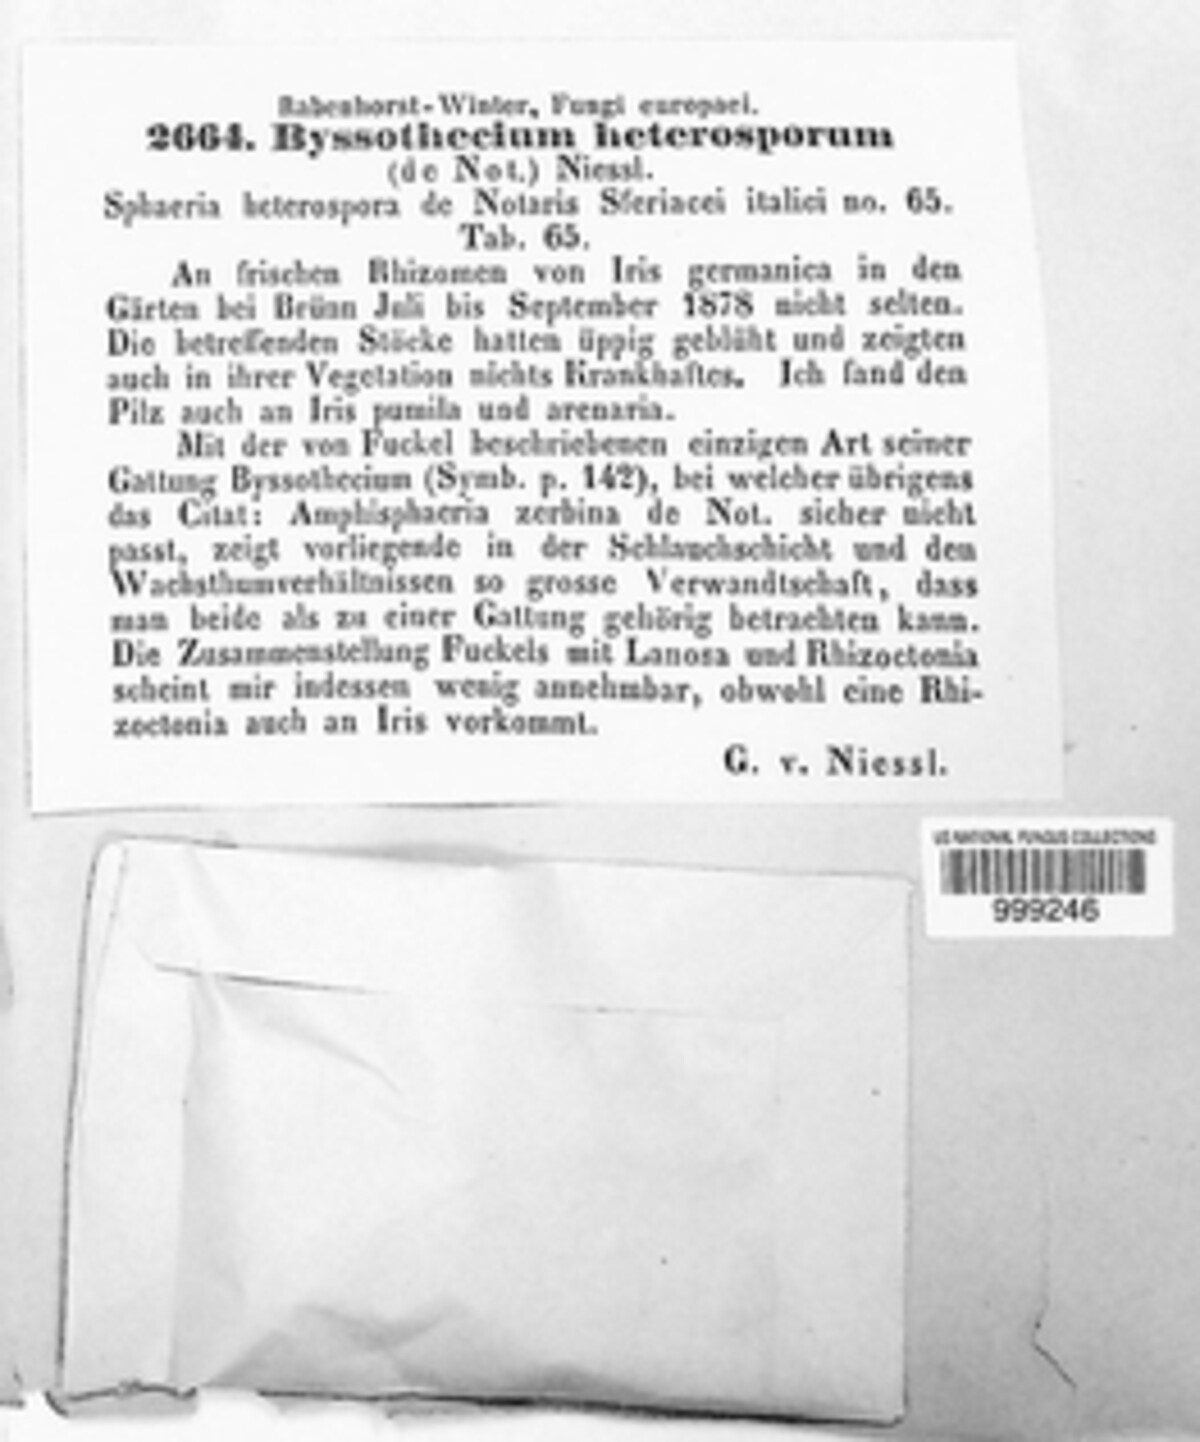 Rabenhorst-Winter, Fungi europaei.
2664. Byssothecium heterosporum
(de Not.) Niessl.
Sphaeria heterospora de Notaris Sferiacei italici no. 65.
Tab. 65.
An frischen Rhizomen von Iris germanica in den
Gärten bei Brünn Juli bis September 1878 nicht selten.
Die betreffenden Stöcke hatten üppig geblüht und zeigten
auch in ihrer Vegetation nichts Krankhaftes. Ich fand den
Pilz auch an Iris pumila und arenaria.
Mit der von Fuckel beschriebenen einzigen Art seiner
Gattung Byssothecium (Symb. p. 142), bei welcher übrigens
das Citat: Amphisphaeria zerbina de Not. sicher nicht
passt, zeigt vorliegende in der Schlauchschicht und den
Wachsthumverhältnissen so grosse Verwandtschaft, dass
man beide als zu einer Gattung gehörig betrachten kann.
Die Zusammenstellung Fuckels mit Lanosa und Rhizoctonia
scheint mir indessen wenig annehmbar, obwohl eine Rhi-
zoctonia auch an Iris vorkommt.
G. v. Niessl.
US NATIONAL FUNGUS COLLECTIONS
999246